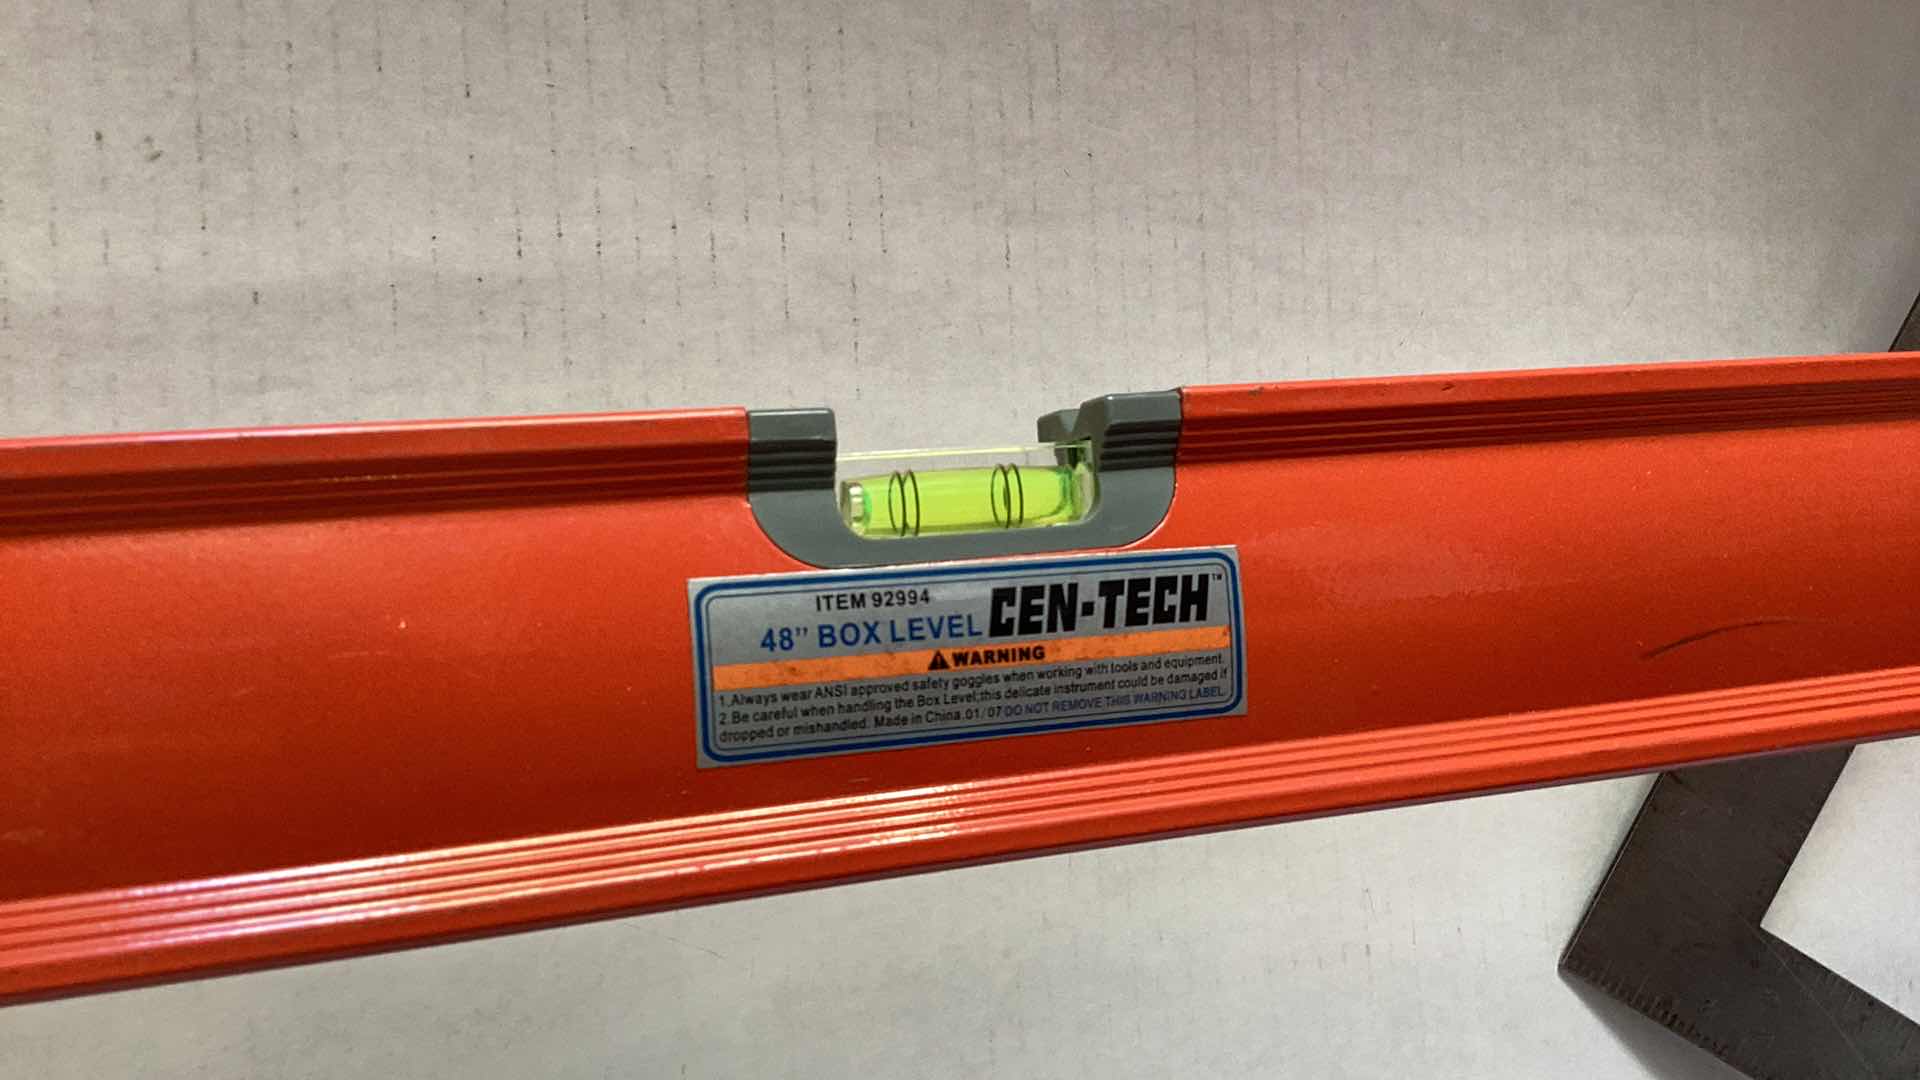 ITEM 92994
48” BOX LEVEL CEN-TECH™
⚠ WARNING
1.Always wear ANSI approved safety goggles when working with tools and equipment.
2.Be careful when handling the Box Level;this delicate instrument could be damaged if
dropped or mishandled. Made in China.01/07 DO NOT REMOVE THIS WARNING LABEL.